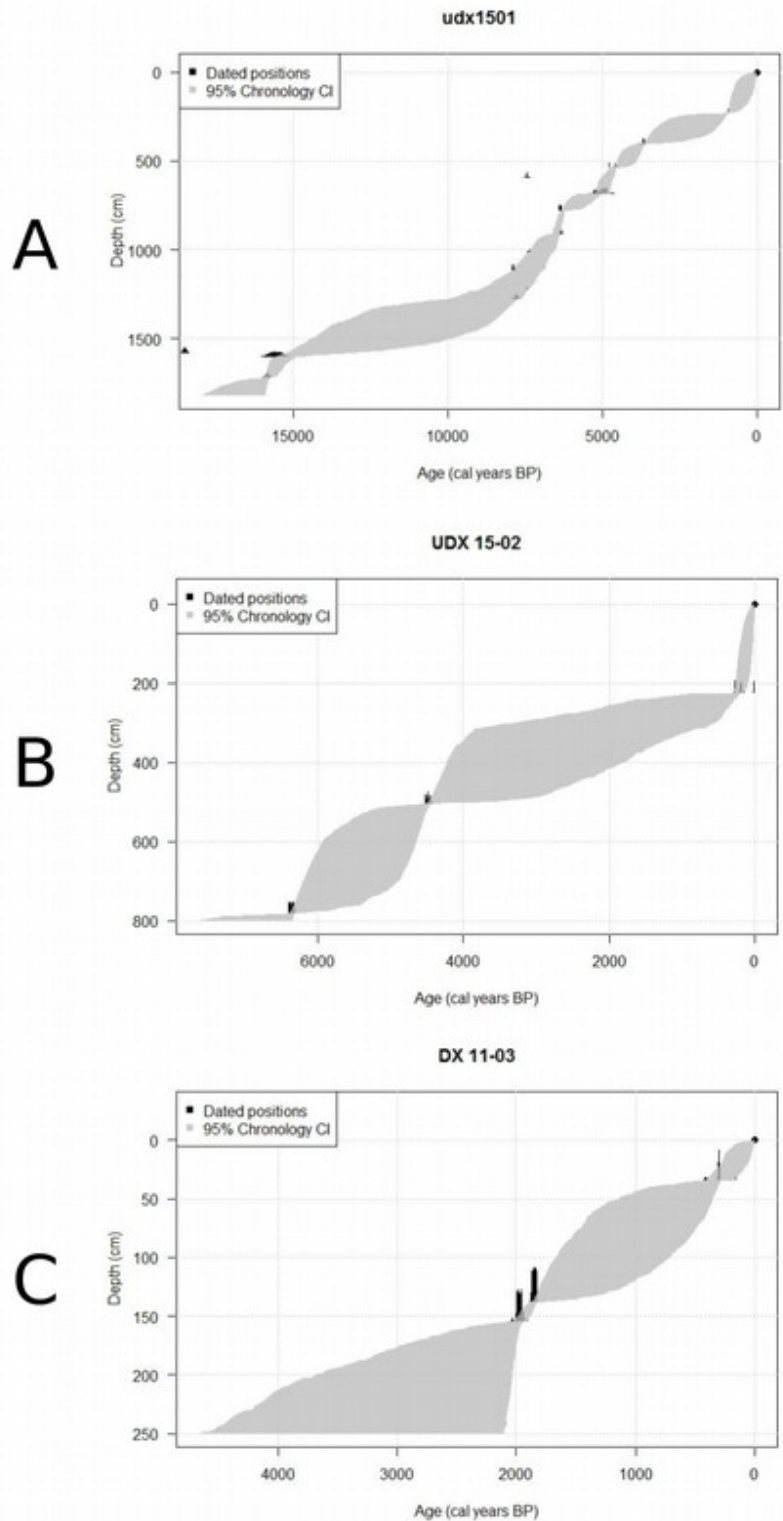 udx1501
Dated positions
95% Chronology CI
0
500
1000
1500
Depth (cm)
A
15000 10000 5000 0
Age (cal years BP)
UDX 15-02
Dated positions
95% Chronology CI
0
200
400
600
800
Depth (cm)
B
6000 4000 2000 0
Age (cal years BP)
DX 11-03
Dated positions
95% Chronology CI
0
50
100
150
200
250
Depth (cm)
C
4000 3000 2000 1000 0
Age (cal years BP)